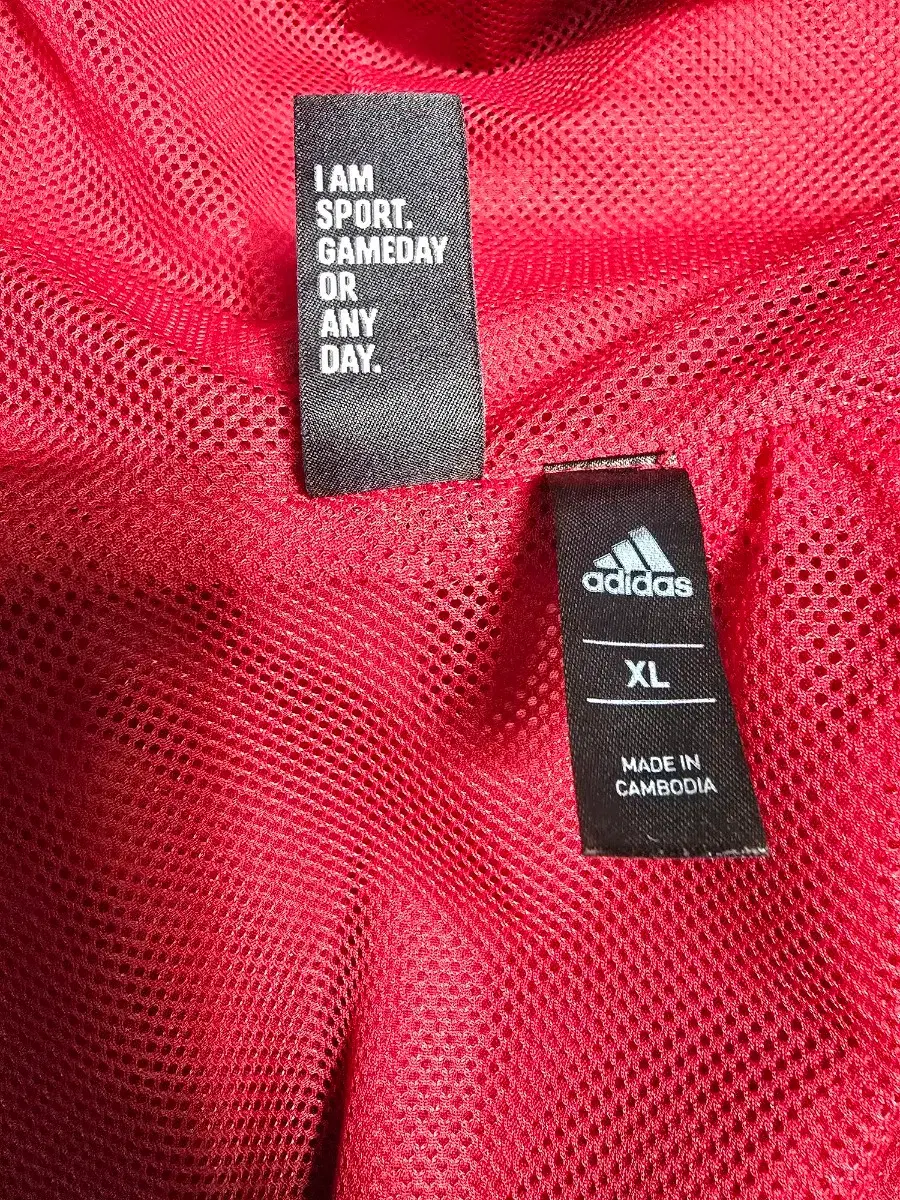 I AM
SPORT.
GAMEDAY
OR
ANY
DAY.
adidas
XL
MADE IN
CAMBODIA